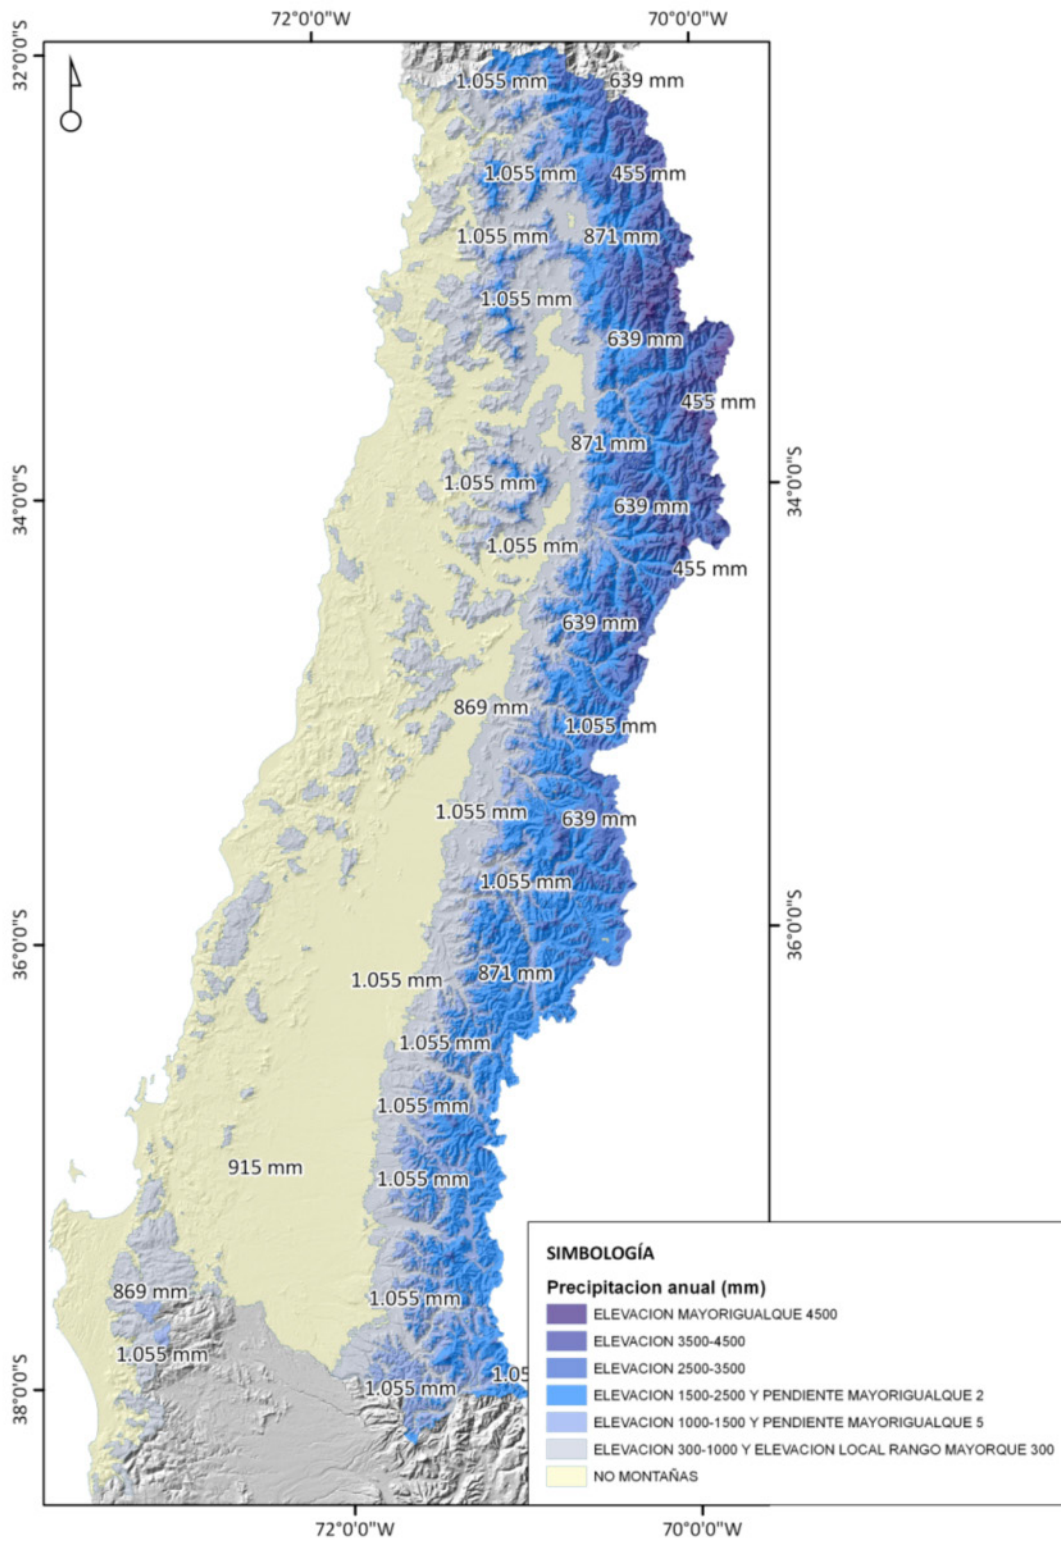 72°0'0"W
70°0'0"W
32°0'0"S
1.055 mm
639 mm
1.055 mm
455 mm
1.055 mm
871 mm
1.055 mm
639 mm
455 mm
871 mm
1.055 mm
34°0'0"S
34°0'0"S
639 mm
1.055 mm
455 mm
639 mm
869 mm
1.055 mm
1.055 mm
639 mm
1.055 mm
36°0'0"S
36°0'0"S
871 mm
1.055 mm
1.055 mm
1.055 mm
915 mm
1.055 mm
869 mm
1.055 mm
1.055 mm
38°0'0"S
1.055 mm
1.05
SIMBOLOGÍA
Precipitacion anual (mm)
ELEVACION MAYORIGUALQUE 4500
ELEVACION 3500-4500
ELEVACION 2500-3500
ELEVACION 1500-2500 Y PENDIENTE MAYORIGUALQUE 2
ELEVACION 1000-1500 Y PENDIENTE MAYORIGUALQUE 5
ELEVACION 300-1000 Y ELEVACION LOCAL RANGO MAYORQUE 300
NO MONTAÑAS
72°0'0"W
70°0'0"W